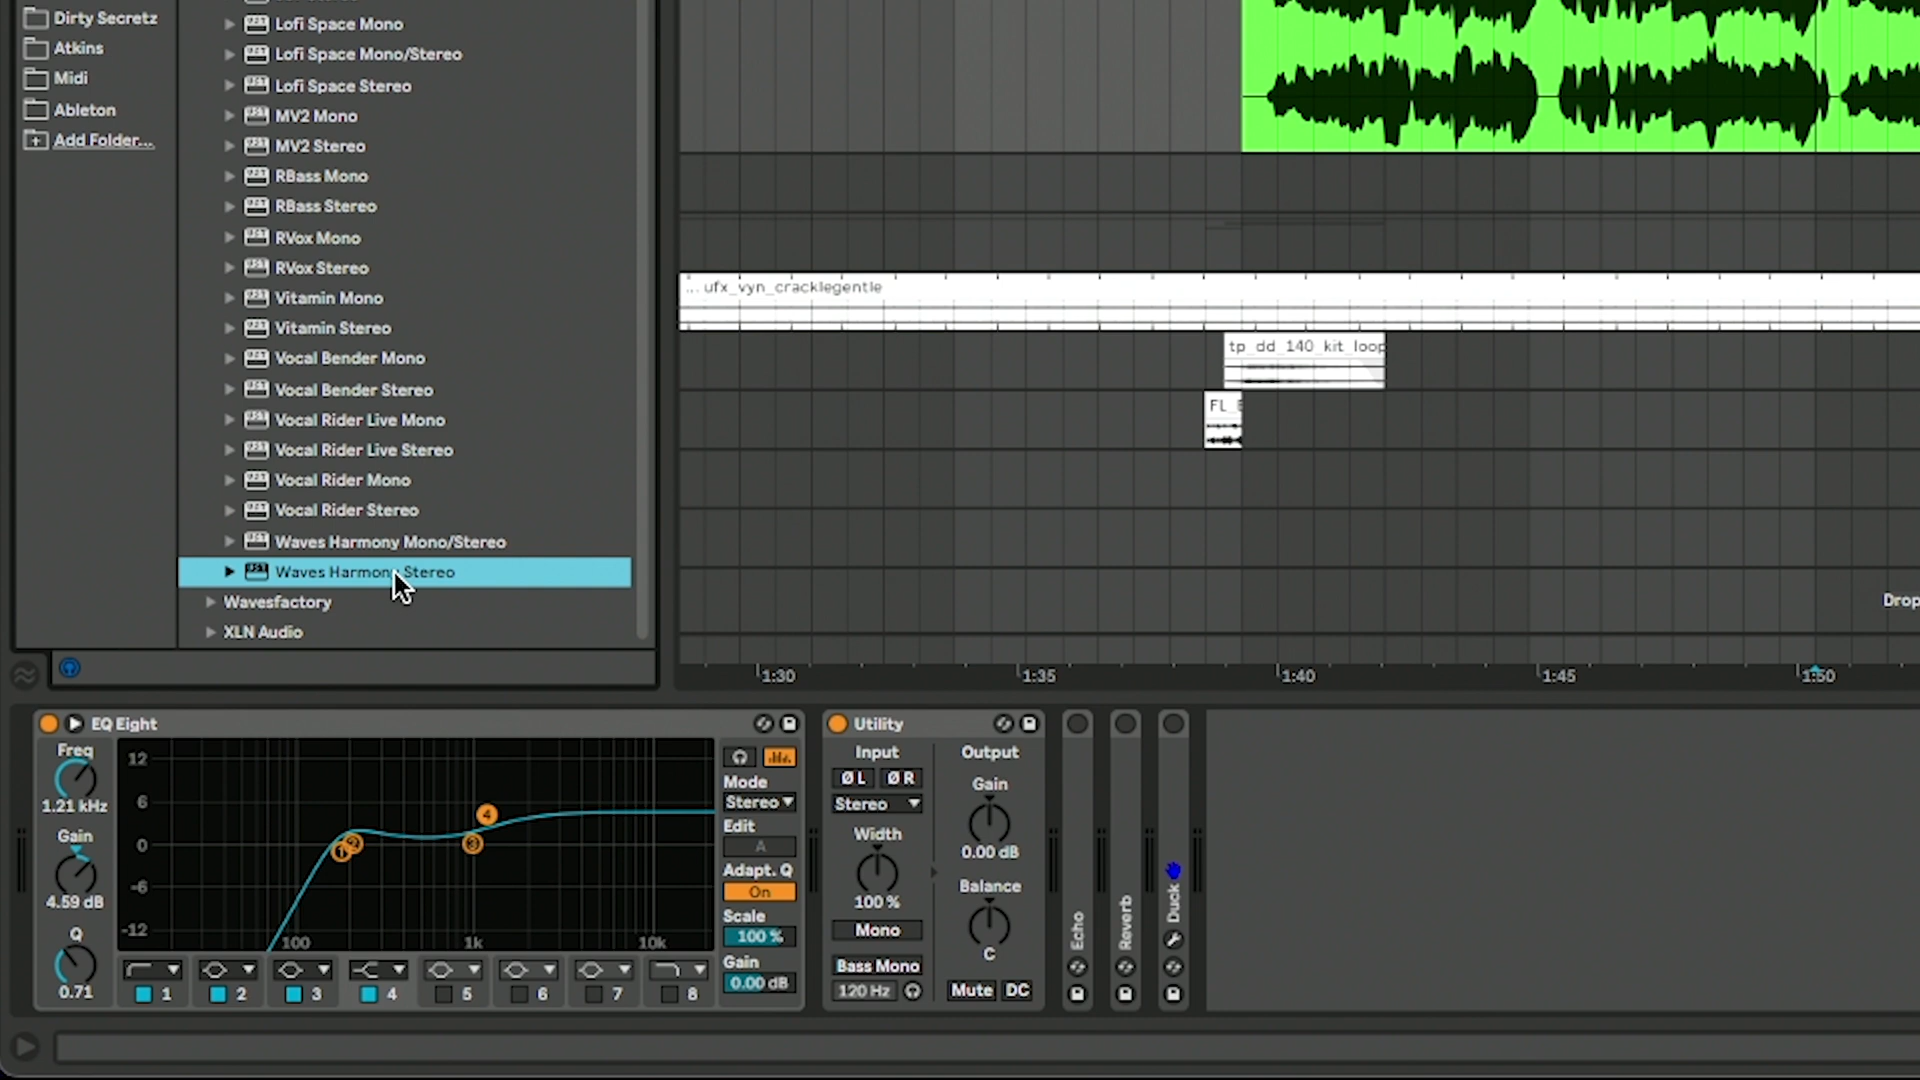 Dirty Secretz
Atkins
Midi
Ableton
Add Folder...
Lofi Space Mono
Lofi Space Mono/Stereo
Lofi Space Stereo
MV2 Mono
MV2 Stereo
RBass Mono
RBass Stereo
RVox Mono
RVox Stereo
Vitamin Mono
Vitamin Stereo
Vocal Bender Mono
Vocal Bender Stereo
Vocal Rider Live Mono
Vocal Rider Live Stereo
Vocal Rider Mono
Vocal Rider Stereo
Waves Harmony Mono/Stereo
Waves Harmony Stereo
Wavesfactory
XLN Audio
... ufx_vyn_cracklegentle
tp_dd_140_kit_loop
FL_
Drop
1:30 1:35 1:40 1:45 1:50
EQ Eight
Freq
1.21 kHz
Gain
4.59 dB
Q
0.71
12
6
0
-6
-12
100 1k 10k
1 2 3 4
1 2 3 4 5 6 7 8
Mode
Stereo
Edit
A
Adapt. Q
On
Scale
100 %
Gain
0.00 dB
Utility
Input
Ø L Ø R
Stereo
Width
100 %
Mono
Bass Mono
120 Hz
Output
Gain
0.00 dB
Balance
C
Mute DC
Echo
Reverb
Duck